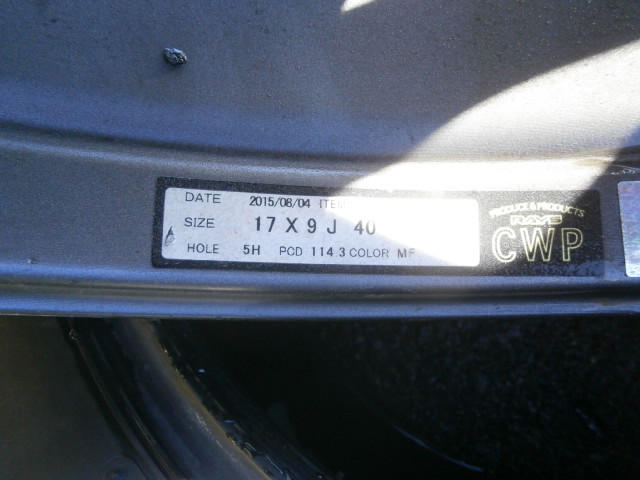 DATE 2015/08/04 ITEM
SIZE 17 X 9 J 40
HOLE 5H PCD 114.3 COLOR MF
PRODUCE & PRODUCTS
RAYS
CWP